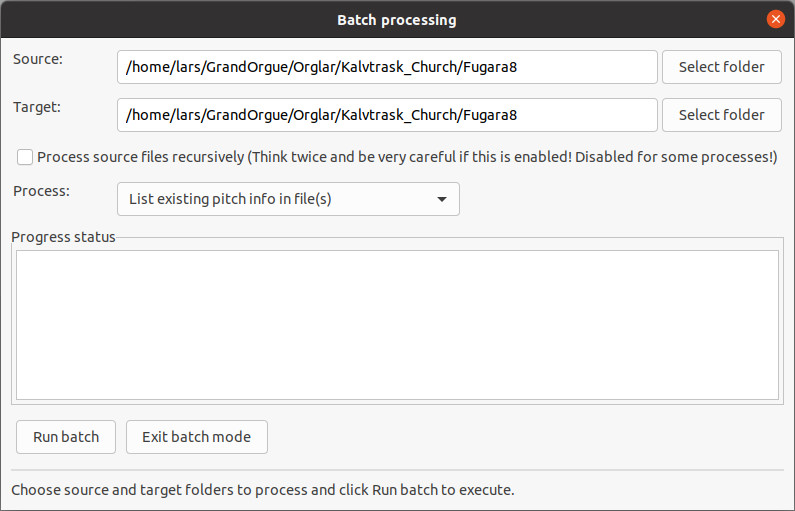 Batch processing
Source:
/home/lars/GrandOrgue/Orglar/Kalvtrask_Church/Fugara8
Select folder
Target:
/home/lars/GrandOrgue/Orglar/Kalvtrask_Church/Fugara8
Select folder
Process source files recursively (Think twice and be very careful if this is enabled! Disabled for some processes!)
Process:
List existing pitch info in file(s)
Progress status
Run batch
Exit batch mode
Choose source and target folders to process and click Run batch to execute.